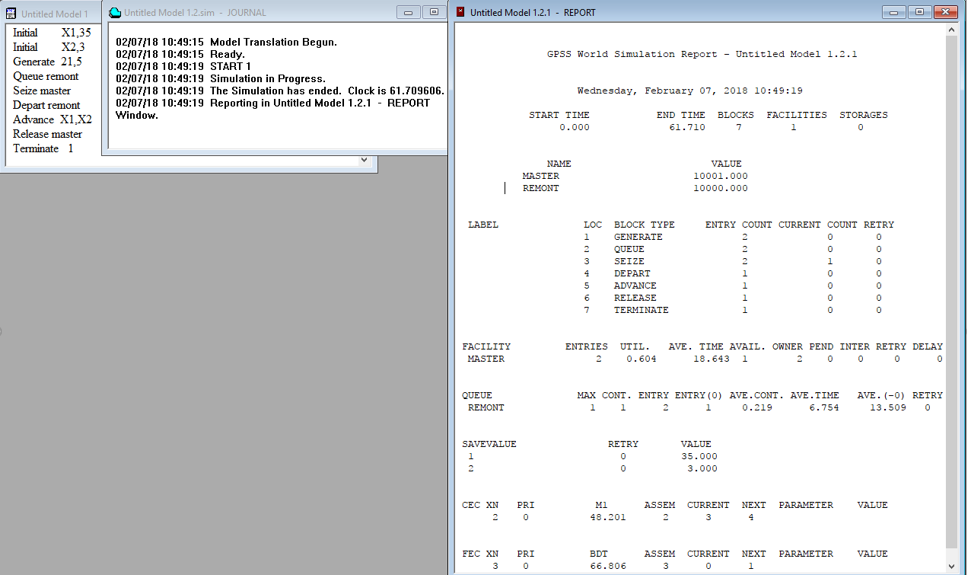 Untitled Model 1
Initial X1,35
Initial X2,3
Generate 21,5
Queue remont
Seize master
Depart remont
Advance X1,X2
Release master
Terminate 1
Untitled Model 1.2.sim - JOURNAL
02/07/18 10:49:15 Model Translation Begun.
02/07/18 10:49:15 Ready.
02/07/18 10:49:19 START 1
02/07/18 10:49:19 Simulation in Progress.
02/07/18 10:49:19 The Simulation has ended. Clock is 61.709606.
02/07/18 10:49:19 Reporting in Untitled Model 1.2.1 - REPORT
Window.
Untitled Model 1.2.1 - REPORT
GPSS World Simulation Report - Untitled Model 1.2.1
Wednesday, February 07, 2018 10:49:19
START TIME END TIME BLOCKS FACILITIES STORAGES
0.000 61.710 7 1 0
NAME VALUE
MASTER 10001.000
REMONT 10000.000
LABEL LOC BLOCK TYPE ENTRY COUNT CURRENT COUNT RETRY
1 GENERATE 2 0 0
2 QUEUE 2 0 0
3 SEIZE 2 1 0
4 DEPART 1 0 0
5 ADVANCE 1 0 0
6 RELEASE 1 0 0
7 TERMINATE 1 0 0
FACILITY ENTRIES UTIL. AVE. TIME AVAIL. OWNER PEND INTER RETRY DELAY
MASTER 2 0.604 18.643 1 2 0 0 0 0
QUEUE MAX CONT. ENTRY ENTRY(0) AVE.CONT. AVE.TIME AVE.(-0) RETRY
REMONT 1 1 2 1 0.219 6.754 13.509 0
SAVEVALUE RETRY VALUE
1 0 35.000
2 0 3.000
CEC XN PRI M1 ASSEM CURRENT NEXT PARAMETER VALUE
2 0 48.201 2 3 4
FEC XN PRI BDT ASSEM CURRENT NEXT PARAMETER VALUE
3 0 66.806 3 0 1